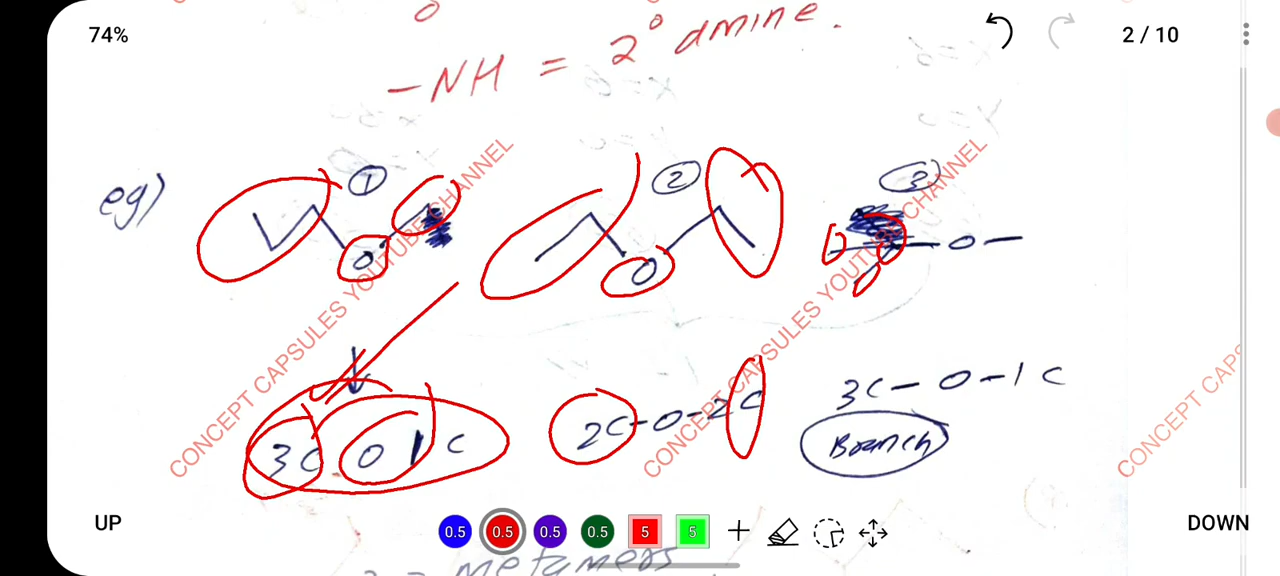 74%
2 / 10
-NH = 2° amine.
eg) ① ② ③
O O O
3C O 1C 2C-O-2C 3C-O-1C
Branch
UP
DOWN
0.5 0.5 0.5 0.5 5 5
metamers
CONCEPT CAPSULES YOUTUBE CHANNEL
CONCEPT CAPSULES YOUTUBE CHANNEL
CONCEPT CAPSULES YOUTUBE CHANNEL
CONCEPT CAPS